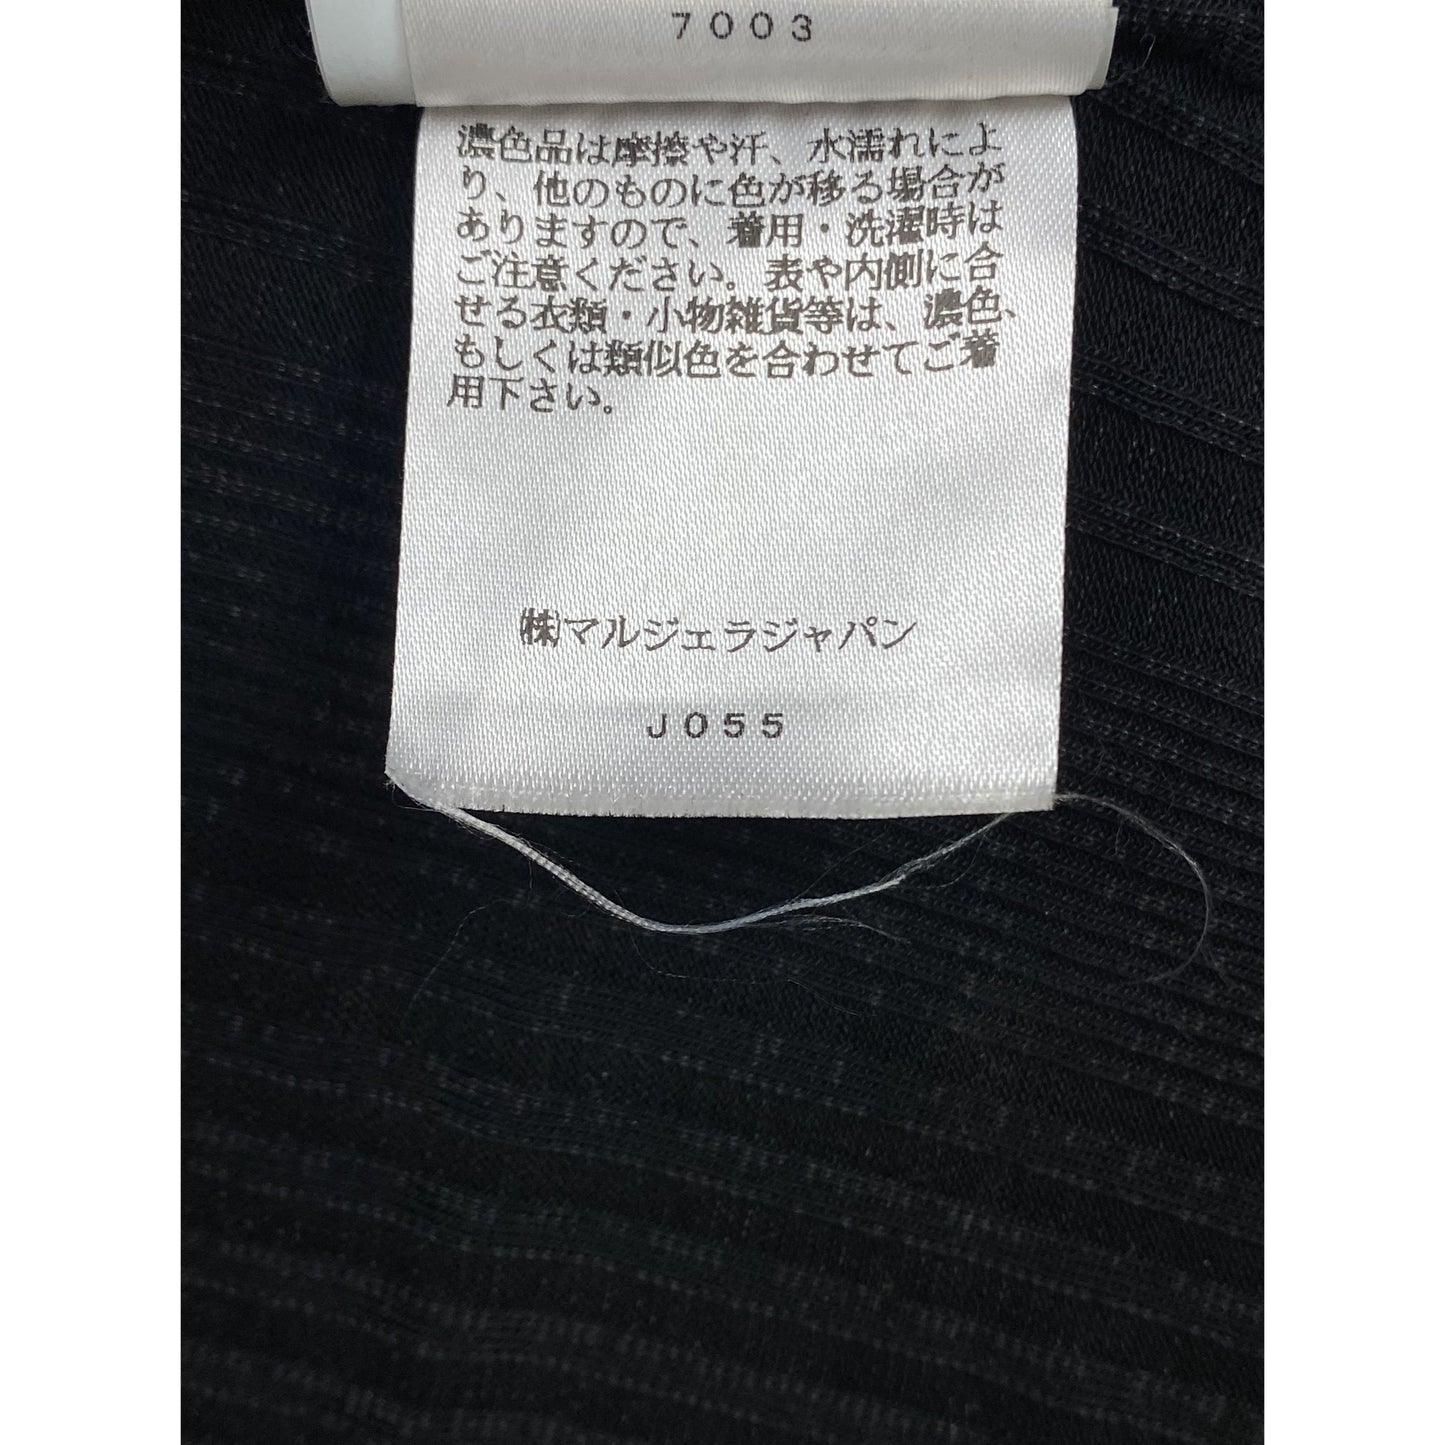 7003
濃色品は摩擦や汗、水濡れによ
り、他のものに色が移る場合が
ありますので、着用・洗濯時は
ご注意ください。表や内側に合
せる衣類・小物雑貨等は、濃色、
もしくは類似色を合わせてご着
用下さい。
㈱マルジェラジャパン
J055